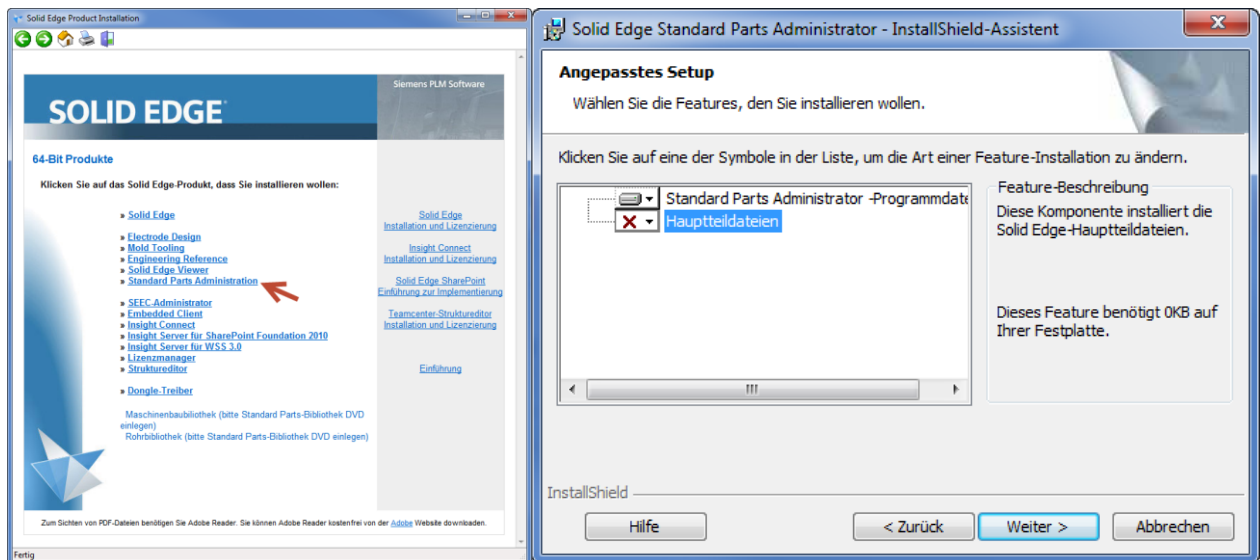 Solid Edge Product Installation
Siemens PLM Software
SOLID EDGE
64-Bit Produkte
Klicken Sie auf das Solid Edge-Produkt, dass Sie installieren wollen:
» Solid Edge
» Electrode Design
» Mold Tooling
» Engineering Reference
» Solid Edge Viewer
» Standard Parts Administration
» SEEC-Administrator
» Embedded Client
» Insight Connect
» Insight Server für SharePoint Foundation 2010
» Insight Server für WSS 3.0
» Lizenzmanager
» Struktureditor
» Dongle-Treiber
Maschinenbaubiliothek (bitte Standard Parts-Bibliothek DVD
einlegen)
Rohrbibliothek (bitte Standard Parts-Bibliothek DVD einlegen)
Solid Edge
Installation und Lizenzierung
Insight Connect
Installation und Lizenzierung
Solid Edge SharePoint
Einführung zur Implementierung
Teamcenter-Struktureditor
Installation und Lizenzierung
Einführung
Zum Sichten von PDF-Dateien benötigen Sie Adobe Reader. Sie können Adobe Reader kostenfrei von der Adobe Website downloaden.
Fertig
Solid Edge Standard Parts Administrator - InstallShield-Assistent
Angepasstes Setup
Wählen Sie die Features, den Sie installieren wollen.
Klicken Sie auf eine der Symbole in der Liste, um die Art einer Feature-Installation zu ändern.
Standard Parts Administrator -Programmdate
Hauptteildateien
Feature-Beschreibung
Diese Komponente installiert die
Solid Edge-Hauptteildateien.
Dieses Feature benötigt 0KB auf
Ihrer Festplatte.
InstallShield
Hilfe
< Zurück
Weiter >
Abbrechen